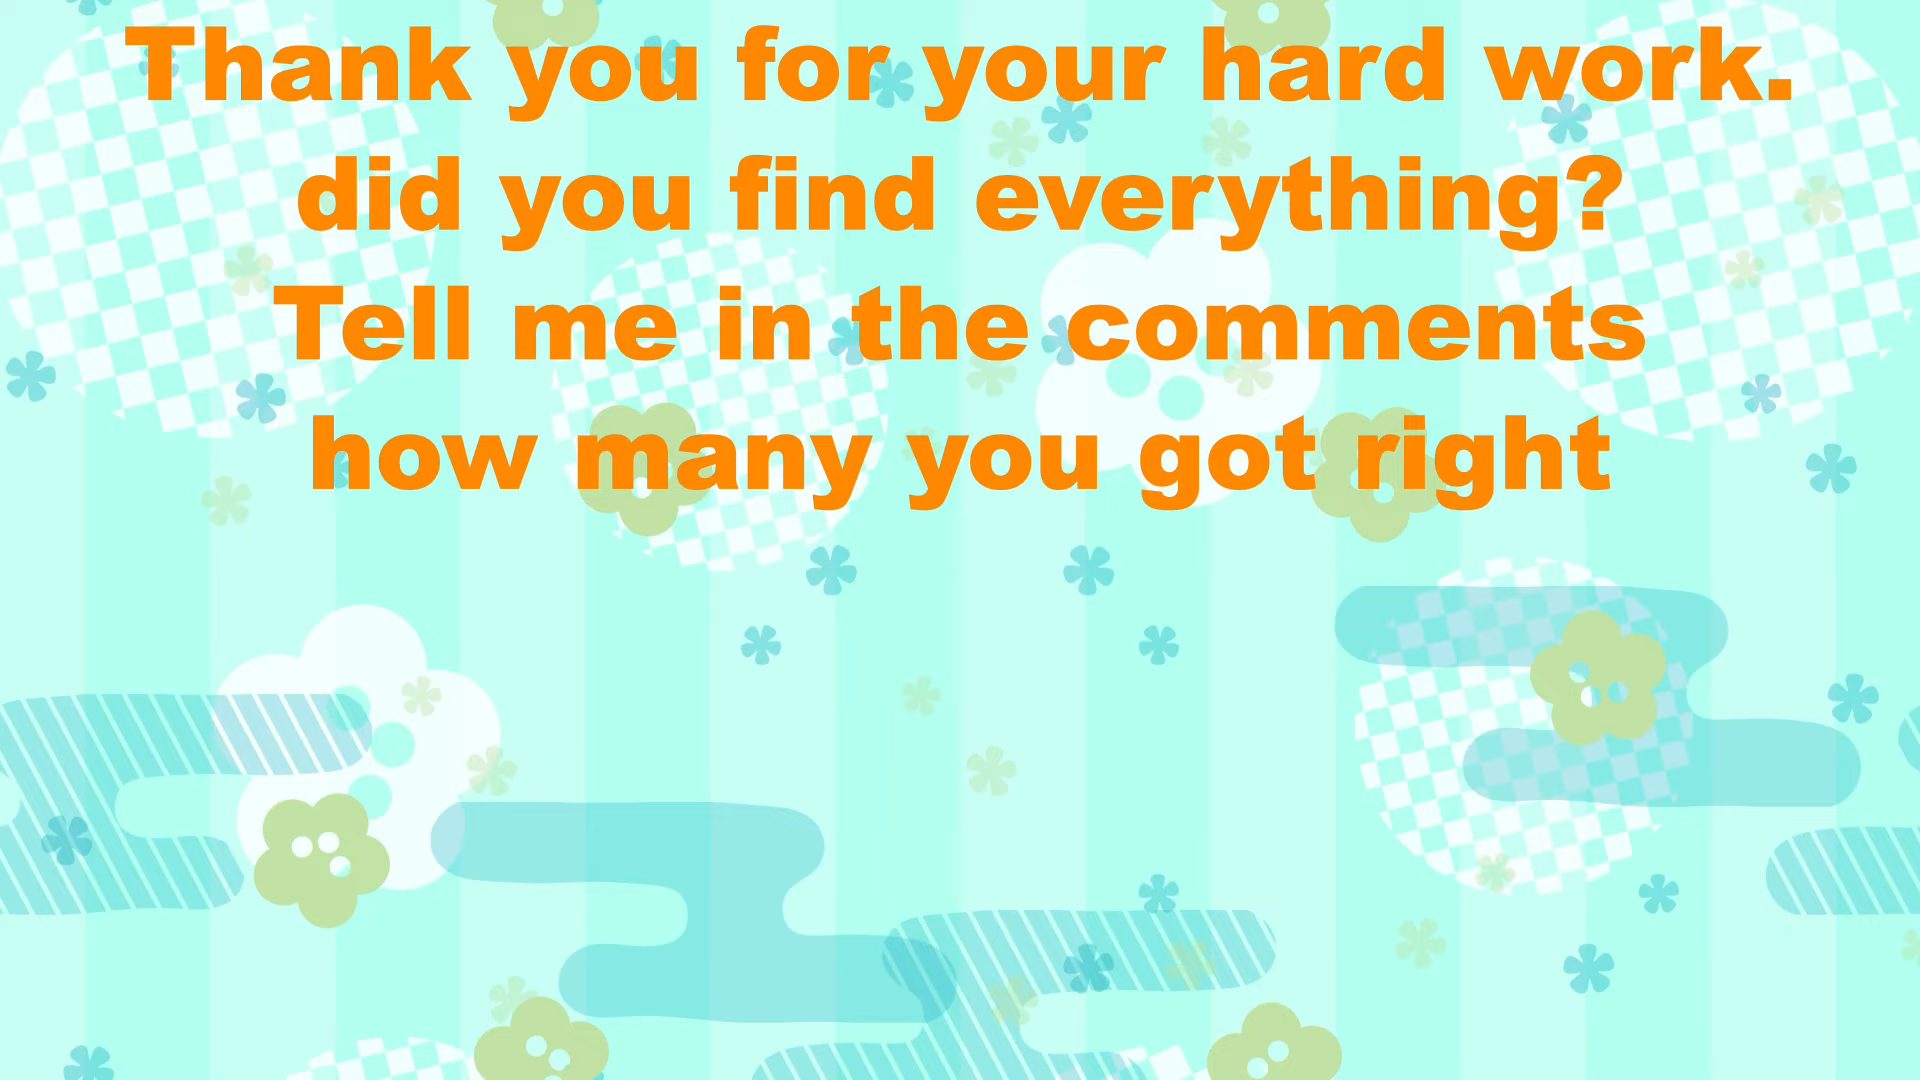 Thank you for your hard work.
did you find everything?
Tell me in the comments
how many you got right